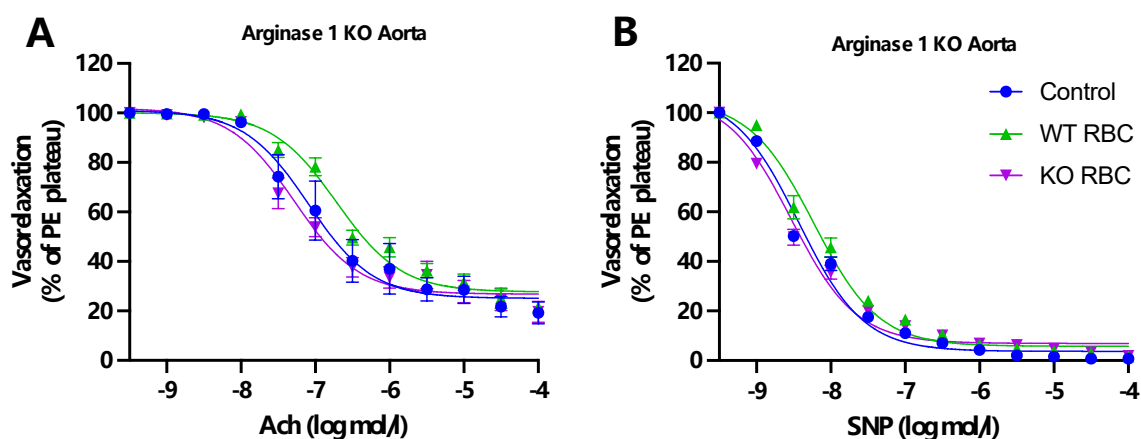 A
Arginase 1 KO Aorta
Vasorelaxation
(% of PE plateau)
120
100
80
60
40
20
0
-9
-8
-7
-6
-5
-4
Ach (log mol/l)
B
Arginase 1 KO Aorta
Vasorelaxation
(% of PE plateau)
120
100
80
60
40
20
0
-9
-8
-7
-6
-5
-4
SNP (log mol/l)
Control
WT RBC
KO RBC